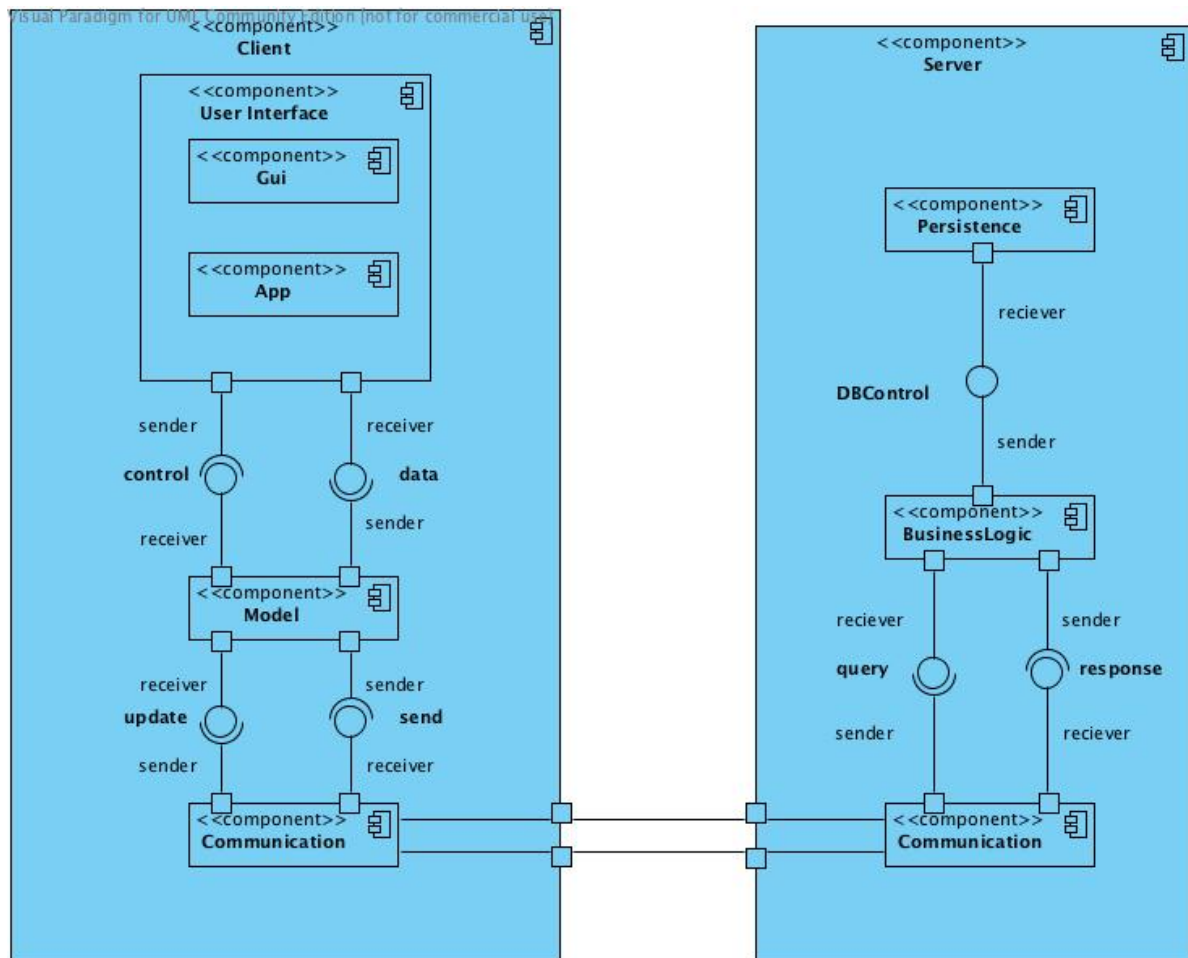 Visual Paradigm for UML Community Edition [not for commercial use]
<<component>>
Client
<<component>>
User Interface
<<component>>
Gui
<<component>>
App
sender
receiver
control
data
receiver
sender
<<component>>
Model
receiver
sender
update
send
sender
receiver
<<component>>
Communication
<<component>>
Server
<<component>>
Persistence
reciever
DBControl
sender
<<component>>
BusinessLogic
reciever
sender
query
response
sender
reciever
<<component>>
Communication